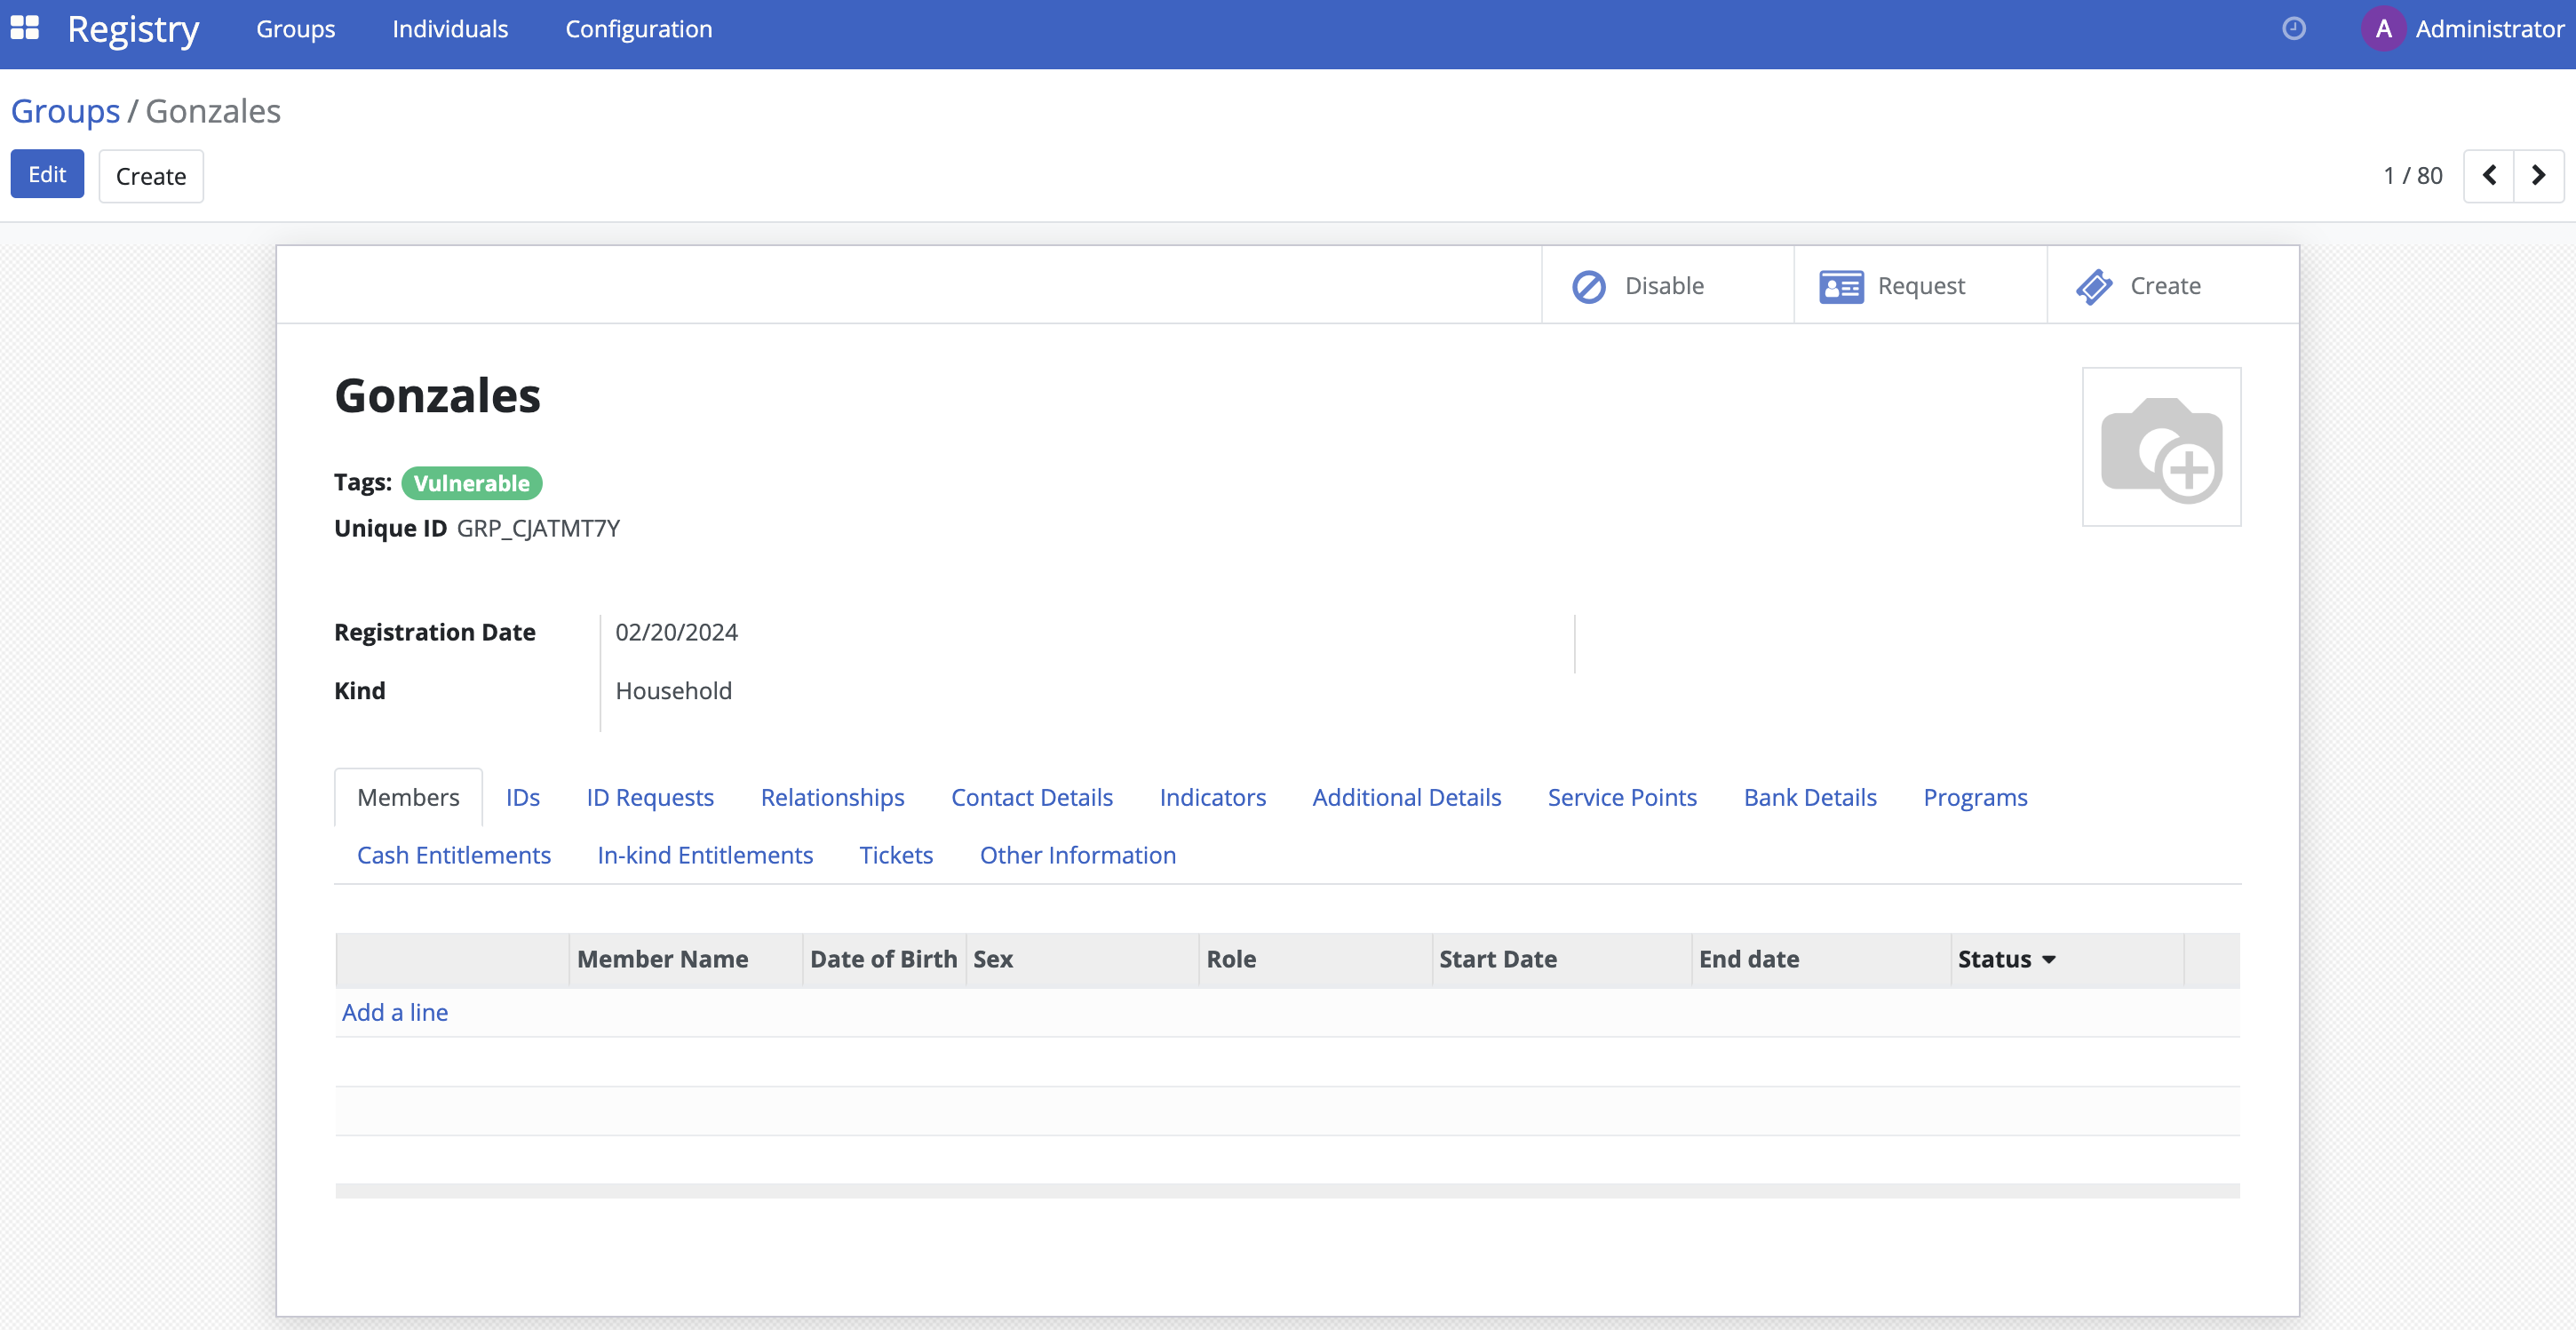 Registry Groups Individuals Configuration A Administrator
Groups / Gonzales
Edit Create 1 / 80
Disable Request Create
Gonzales
Tags: Vulnerable
Unique ID GRP_CJATMT7Y
Registration Date 02/20/2024
Kind Household
Members IDs ID Requests Relationships Contact Details Indicators Additional Details Service Points Bank Details Programs
Cash Entitlements In-kind Entitlements Tickets Other Information
Member Name Date of Birth Sex Role Start Date End date Status
Add a line